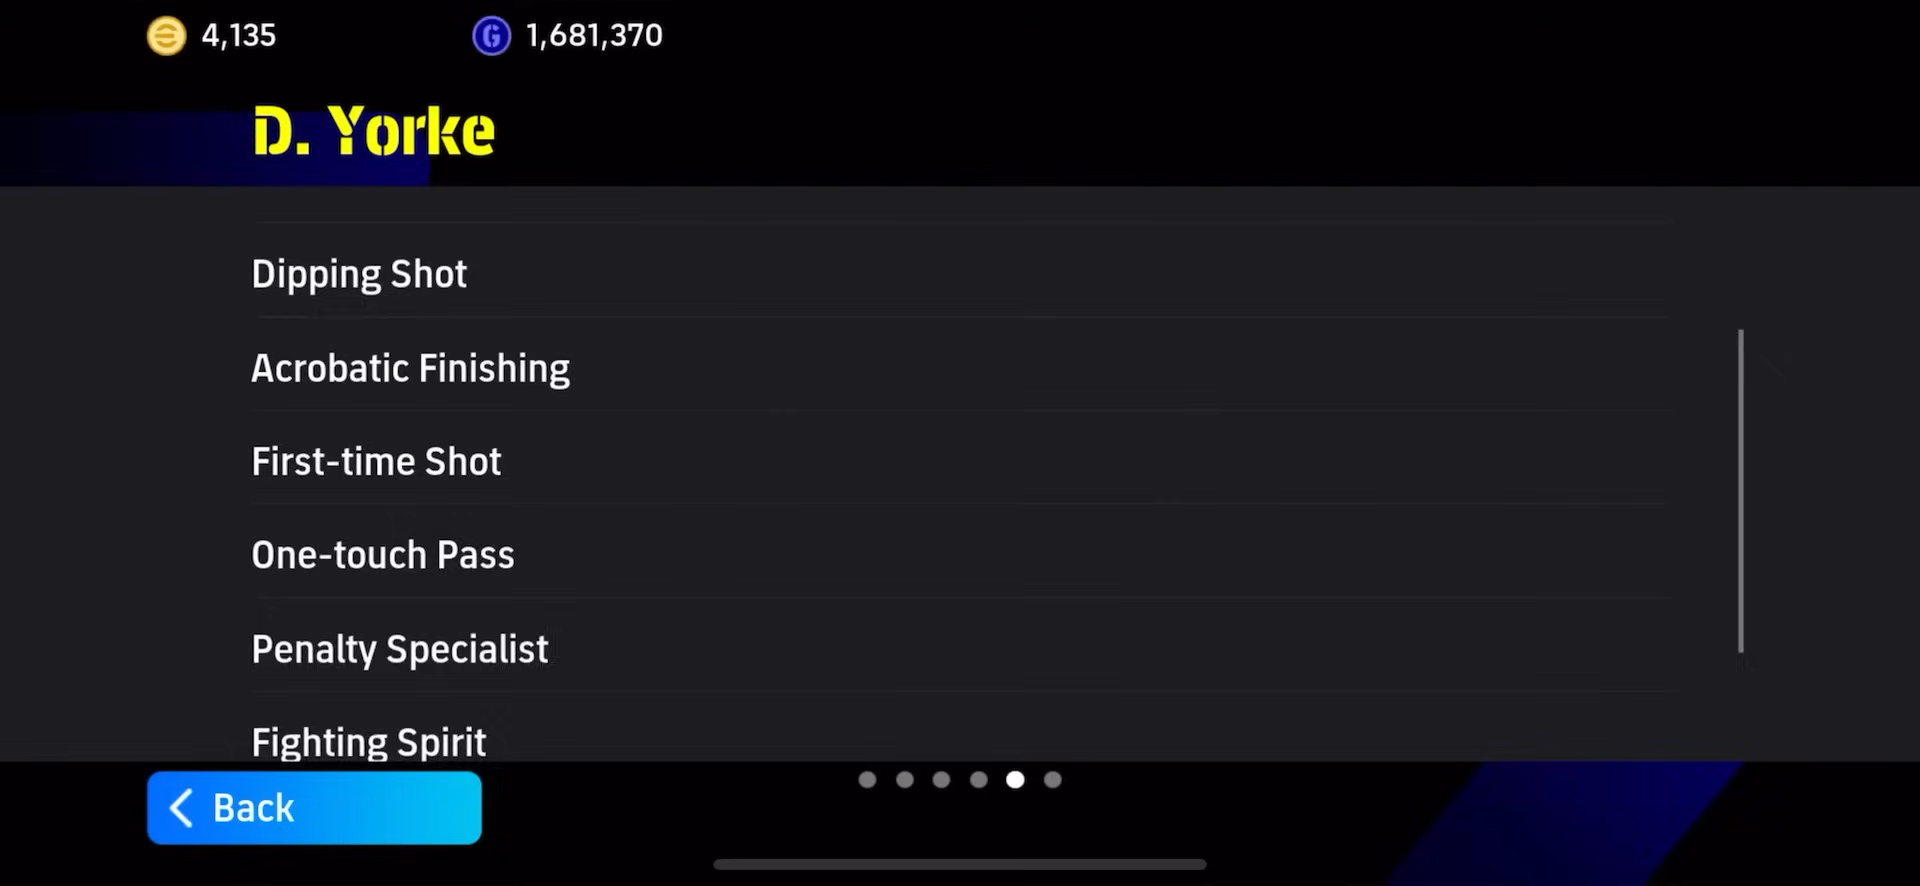 4,135
1,681,370
D. Yorke
Dipping Shot
Acrobatic Finishing
First-time Shot
One-touch Pass
Penalty Specialist
Fighting Spirit
Back